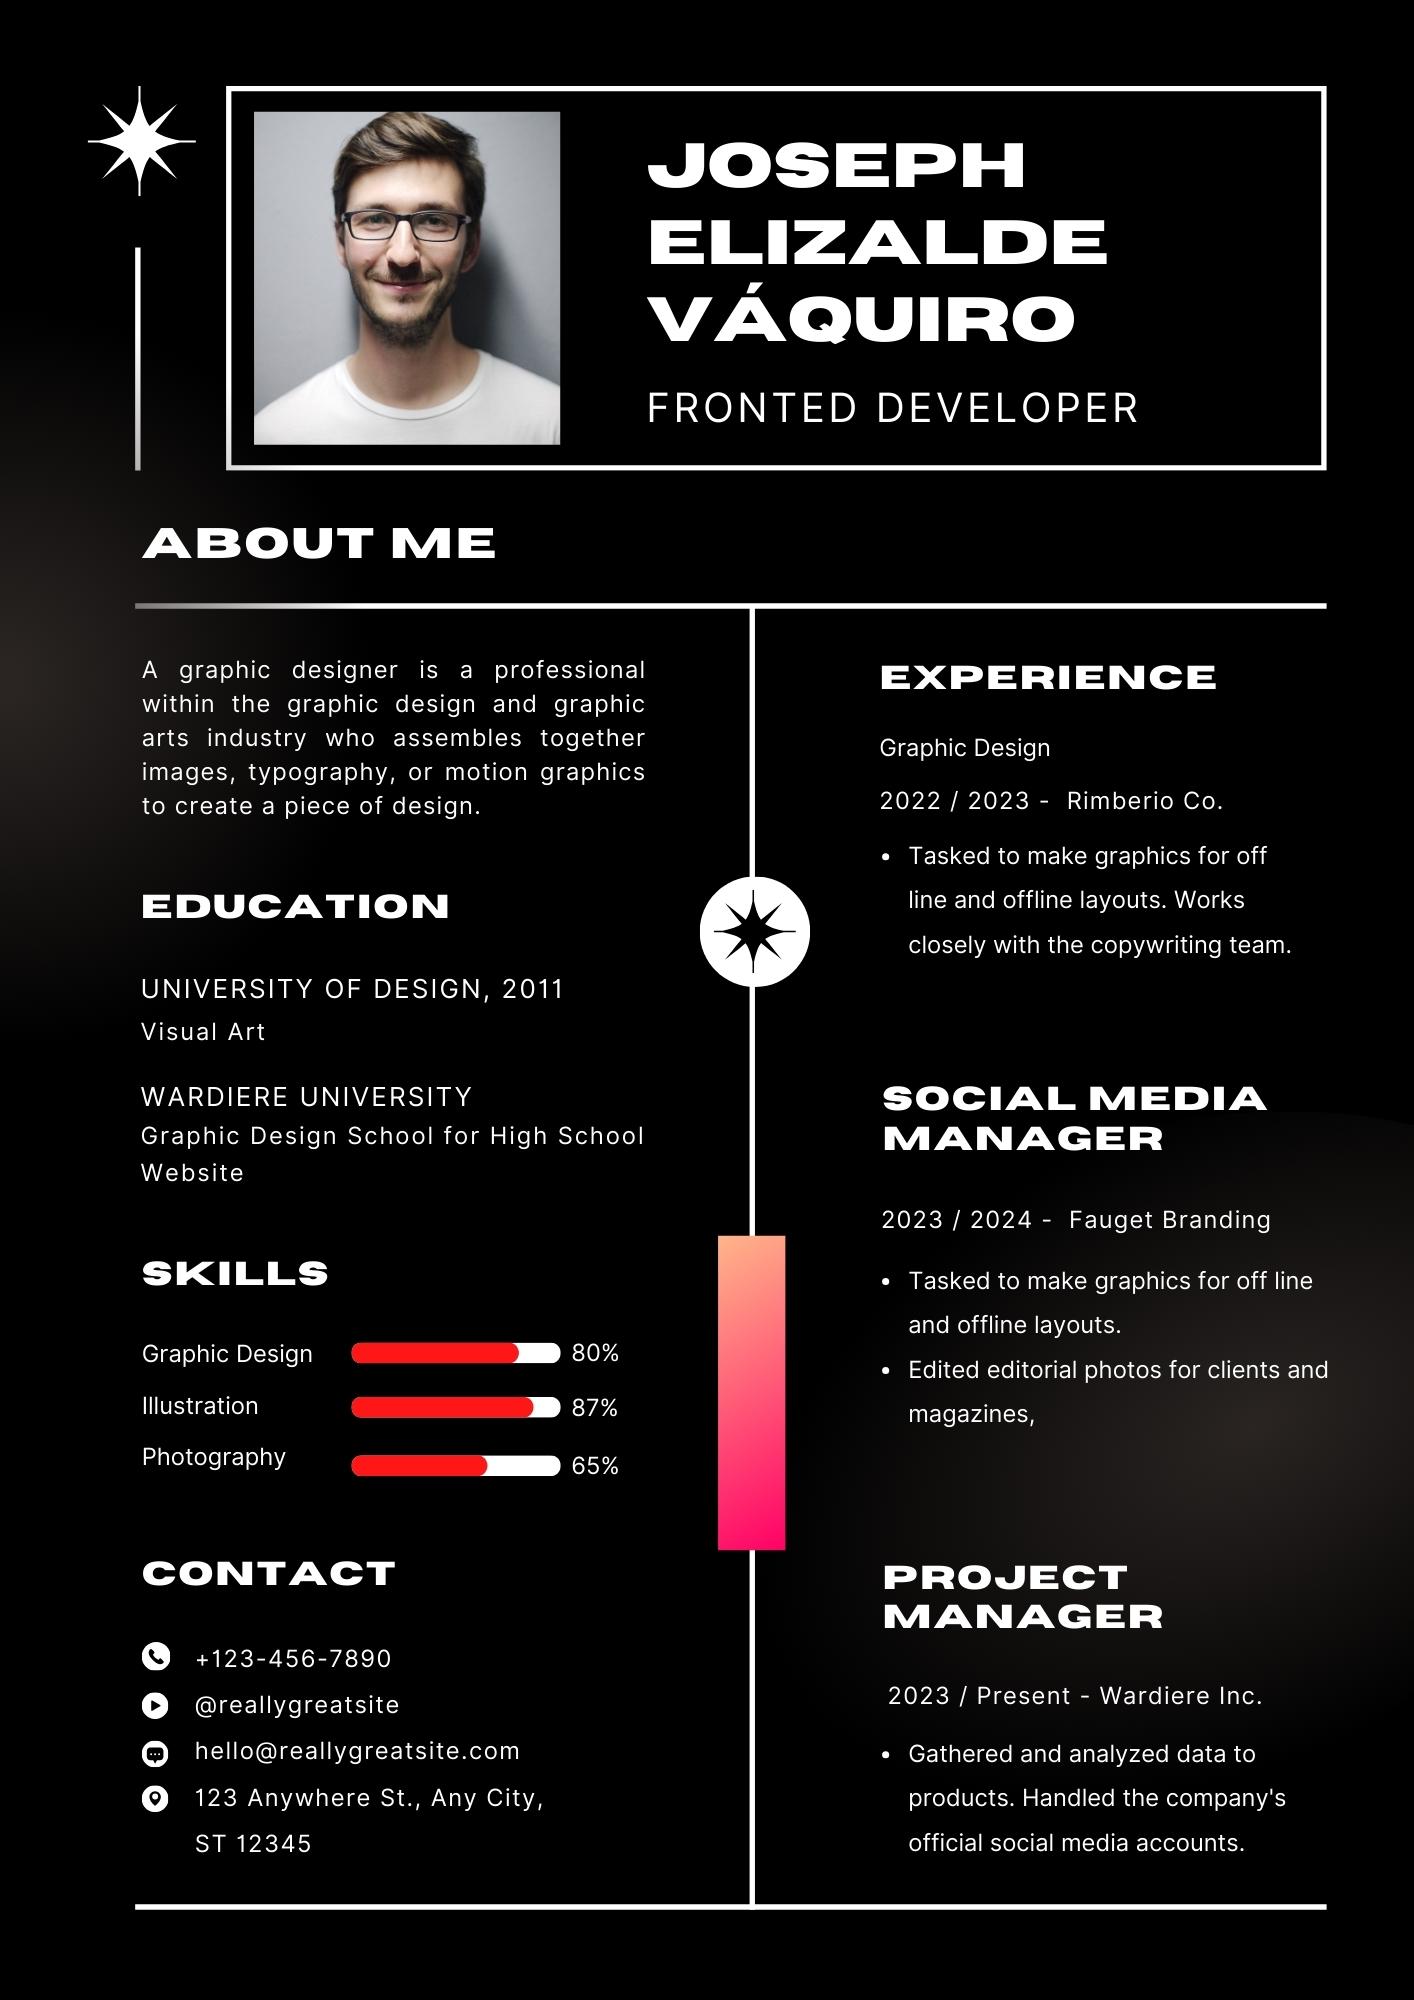 JOSEPH
ELIZALDE
VÁQUIRO
FRONTED DEVELOPER
ABOUT ME
A graphic designer is a professional
within the graphic design and graphic
arts industry who assembles together
images, typography, or motion graphics
to create a piece of design.
EDUCATION
UNIVERSITY OF DESIGN, 2011
Visual Art
WARDIERE UNIVERSITY
Graphic Design School for High School
Website
SKILLS
Graphic Design 80%
Illustration 87%
Photography 65%
CONTACT
+123-456-7890
@reallygreatsite
hello@reallygreatsite.com
123 Anywhere St., Any City,
ST 12345
EXPERIENCE
Graphic Design
2022 / 2023 - Rimberio Co.
• Tasked to make graphics for off
line and offline layouts. Works
closely with the copywriting team.
SOCIAL MEDIA
MANAGER
2023 / 2024 - Fauget Branding
• Tasked to make graphics for off line
and offline layouts.
• Edited editorial photos for clients and
magazines,
PROJECT
MANAGER
2023 / Present - Wardiere Inc.
• Gathered and analyzed data to
products. Handled the company's
official social media accounts.